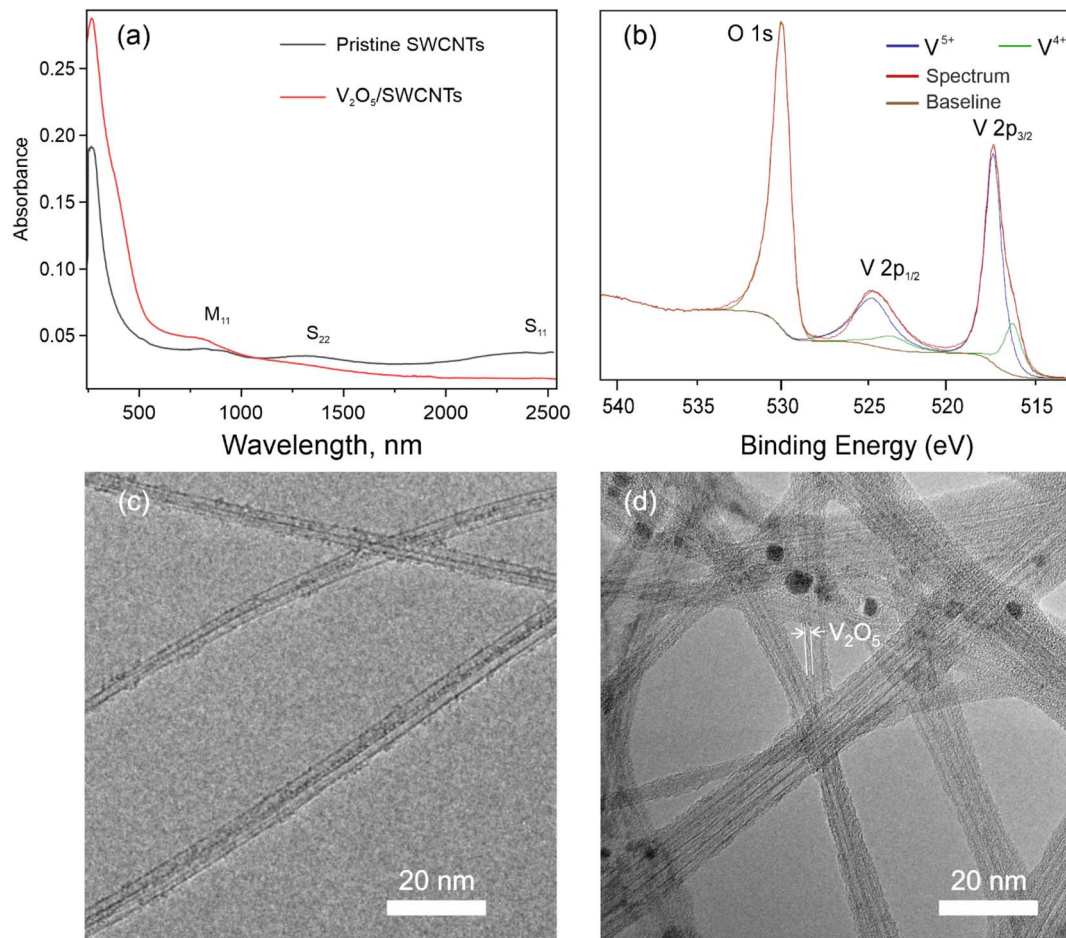 (a)
Pristine SWCNTs
V₂O₅/SWCNTs
0.25
0.20
0.15
0.10
0.05
Absorbance
M₁₁
S₂₂
S₁₁
500
1000
1500
2000
2500
Wavelength, nm
(b)
O 1s
V⁵⁺ V⁴⁺
Spectrum
Baseline
V 2p₃/₂
V 2p₁/₂
540
535
530
525
520
515
Binding Energy (eV)
(c)
20 nm
(d)
V₂O₅
20 nm